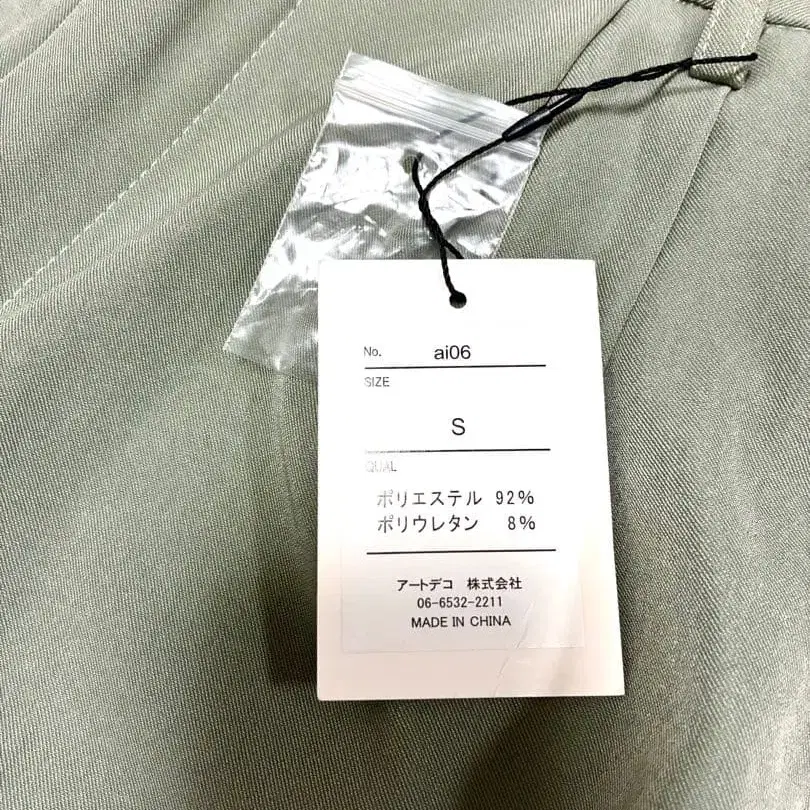 No. ai06
SIZE
S
QUAL
ポリエステル 92%
ポリウレタン 8%
アートデコ 株式会社
06-6532-2211
MADE IN CHINA